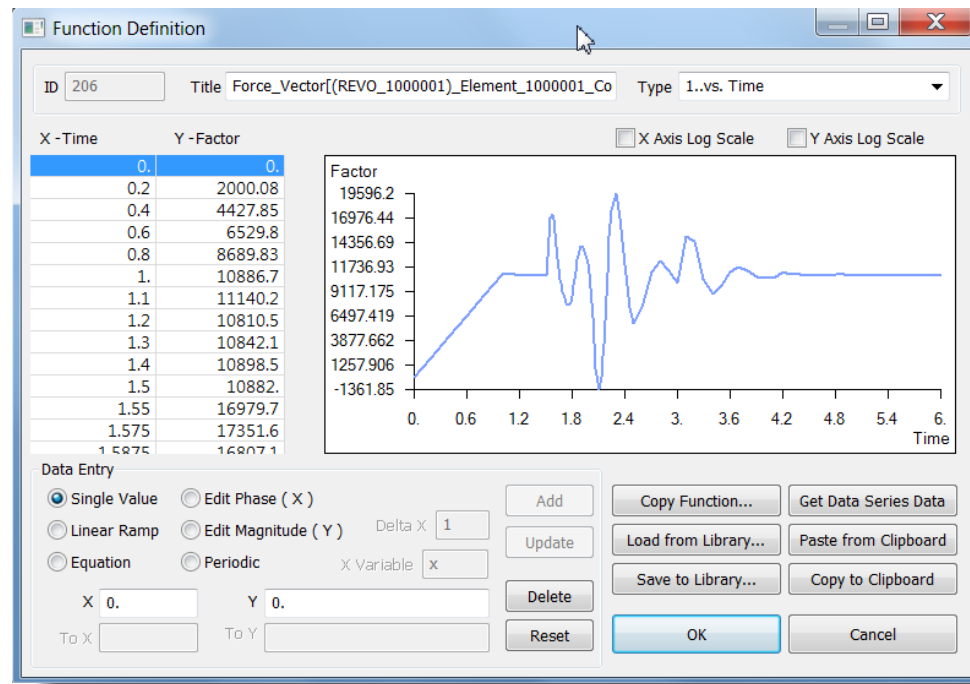 Function Definition
ID 206 Title Force_Vector[(REVO_1000001)_Element_1000001_Co Type 1..vs. Time
X -Time Y -Factor X Axis Log Scale Y Axis Log Scale
0. 0.
0.2 2000.08
0.4 4427.85
0.6 6529.8
0.8 8689.83
1. 10886.7
1.1 11140.2
1.2 10810.5
1.3 10842.1
1.4 10898.5
1.5 10882.
1.55 16979.7
1.575 17351.6
1.5875 16807.1
Factor
19596.2
16976.44
14356.69
11736.93
9117.175
6497.419
3877.662
1257.906
-1361.85
0. 0.6 1.2 1.8 2.4 3. 3.6 4.2 4.8 5.4 6.
Time
Data Entry
Single Value Edit Phase ( X ) Add Copy Function... Get Data Series Data
Linear Ramp Edit Magnitude ( Y ) Delta X 1 Update Load from Library... Paste from Clipboard
Equation Periodic X Variable x Save to Library... Copy to Clipboard
X 0. Y 0. Delete
To X To Y Reset OK Cancel